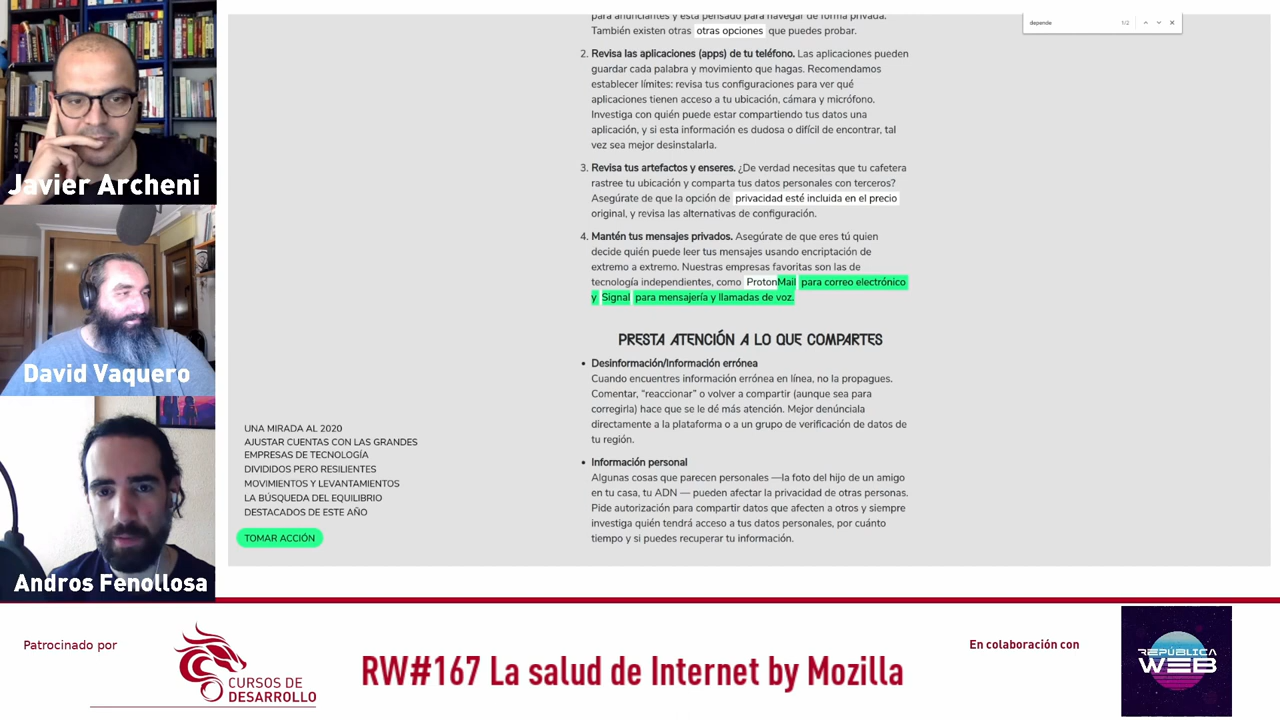 Javier Archeni
David Vaquero
Andros Fenollosa
para anunciantes y está pensado para navegar de forma privada.
También existen otras otras opciones que puedes probar.
2. Revisa las aplicaciones (apps) de tu teléfono. Las aplicaciones pueden
guardar cada palabra y movimiento que hagas. Recomendamos
establecer límites: revisa tus configuraciones para ver qué
aplicaciones tienen acceso a tu ubicación, cámara y micrófono.
Investiga con quién puede estar compartiendo tus datos una
aplicación, y si esta información es dudosa o difícil de encontrar, tal
vez sea mejor desinstalarla.
3. Revisa tus artefactos y enseres. ¿De verdad necesitas que tu cafetera
rastree tu ubicación y comparta tus datos personales con terceros?
Asegúrate de que la opción de privacidad esté incluida en el precio
original, y revisa las alternativas de configuración.
4. Mantén tus mensajes privados. Asegúrate de que eres tú quien
decide quién puede leer tus mensajes usando encriptación de
extremo a extremo. Nuestras empresas favoritas son las de
tecnología independientes, como ProtonMail para correo electrónico
y Signal para mensajería y llamadas de voz.
PRESTA ATENCIÓN A LO QUE COMPARTES
• Desinformación/Información errónea
Cuando encuentres información errónea en línea, no la propagues.
Comentar, “reaccionar” o volver a compartir (aunque sea para
corregirla) hace que se le dé más atención. Mejor denúnciala
directamente a la plataforma o a un grupo de verificación de datos de
tu región.
• Información personal
Algunas cosas que parecen personales —la foto del hijo de un amigo
en tu casa, tu ADN — pueden afectar la privacidad de otras personas.
Pide autorización para compartir datos que afecten a otros y siempre
investiga quién tendrá acceso a tus datos personales, por cuánto
tiempo y si puedes recuperar tu información.
depende 1/2
UNA MIRADA AL 2020
AJUSTAR CUENTAS CON LAS GRANDES
EMPRESAS DE TECNOLOGÍA
DIVIDIDOS PERO RESILIENTES
MOVIMIENTOS Y LEVANTAMIENTOS
LA BÚSQUEDA DEL EQUILIBRIO
DESTACADOS DE ESTE AÑO
TOMAR ACCIÓN
Patrocinado por
CURSOS DE
DESARROLLO
RW#167 La salud de Internet by Mozilla
En colaboración con
REPÚBLICA
WEB